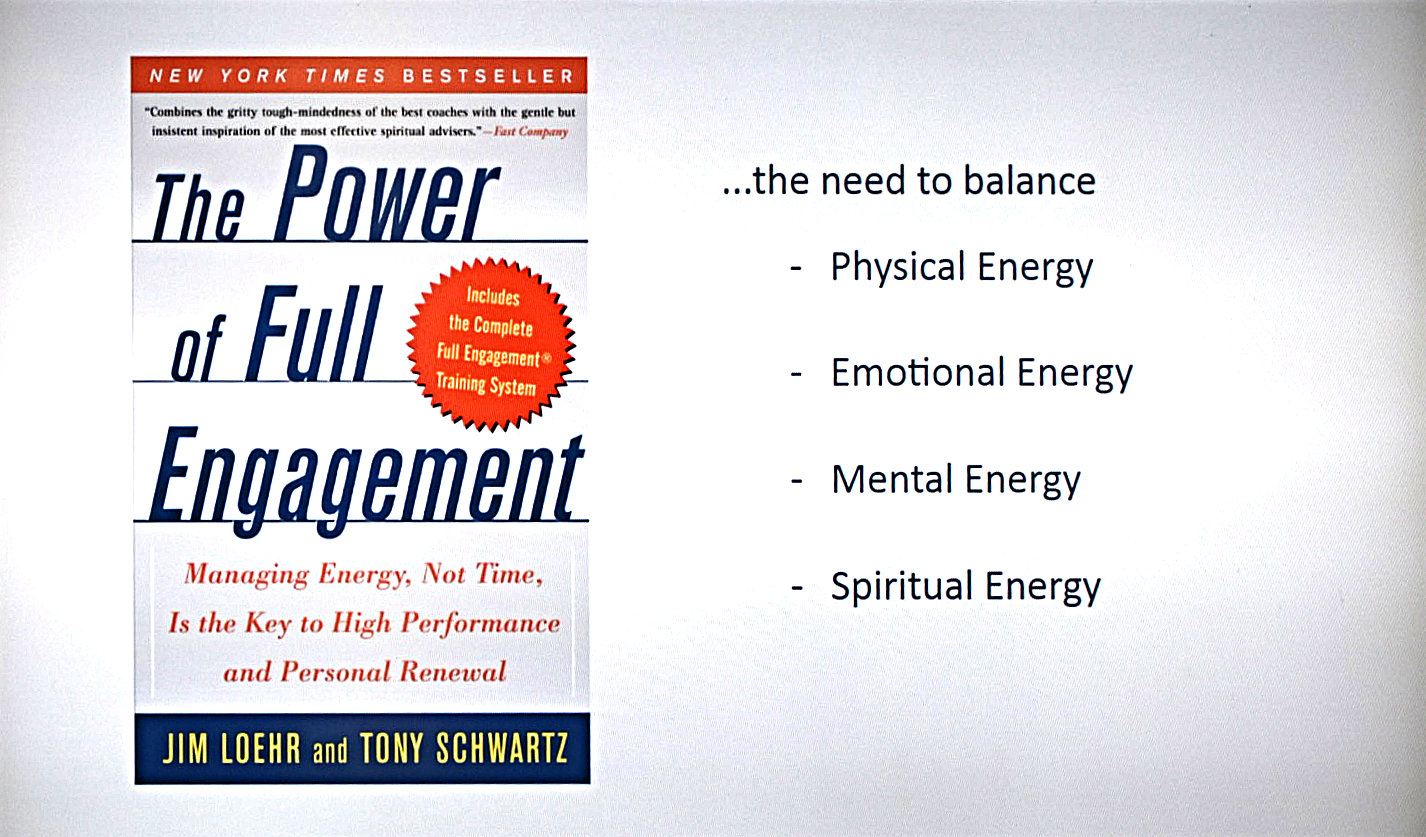 NEW YORK TIMES BESTSELLER
"Combines the gritty tough-mindedness of the best coaches with the gentle but
insistent inspiration of the most effective spiritual advisers."—Fast Company
The Power
of Full
Engagement
Includes
the Complete
Full Engagement®
Training System
Managing Energy, Not Time,
Is the Key to High Performance
and Personal Renewal
JIM LOEHR and TONY SCHWARTZ
...the need to balance
- Physical Energy
- Emotional Energy
- Mental Energy
- Spiritual Energy